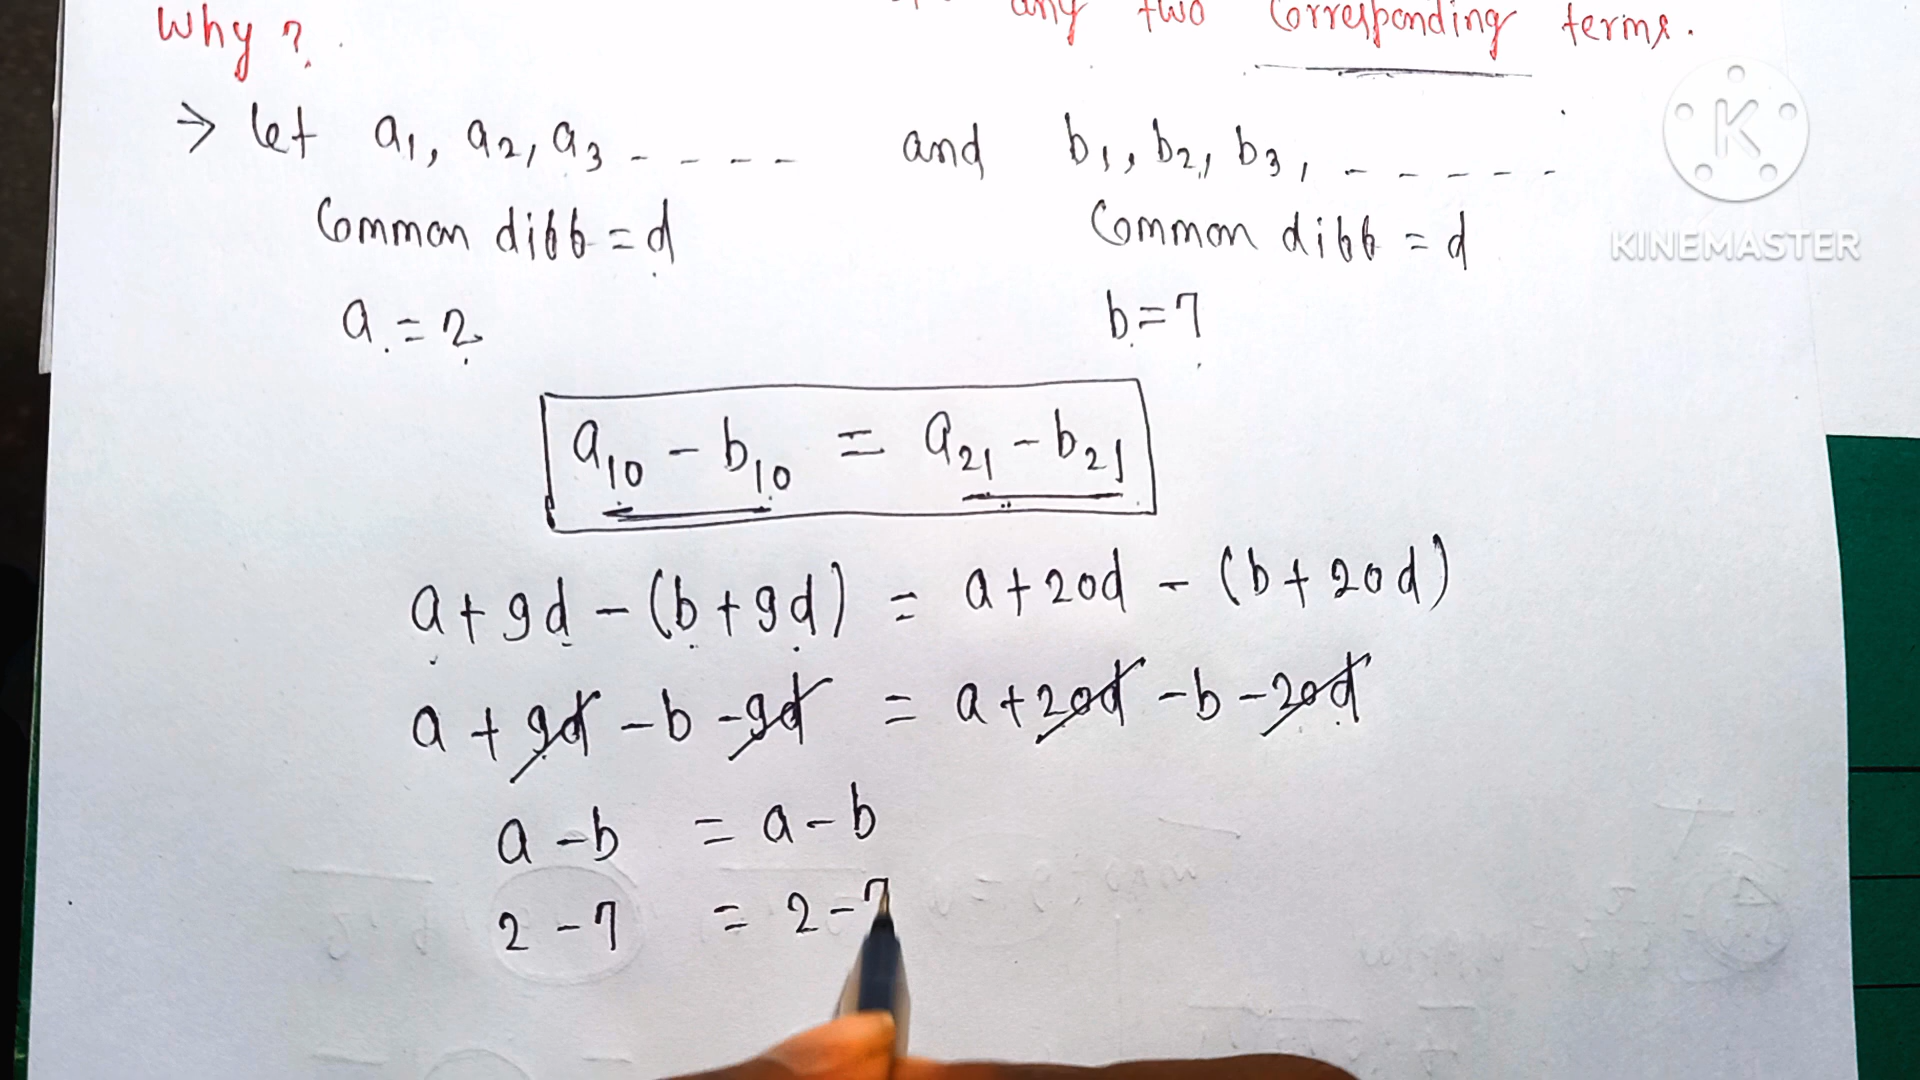 any two corresponding terms.
Why?
→ let a1, a2, a3 - - - - and b1, b2, b3, - - - - -
Common diff = d Common diff = d
a = 2 b = 7
a10 - b10 = a21 - b21
a + 9d - (b + 9d) = a + 20d - (b + 20d)
a + 9d - b - 9d = a + 20d - b - 20d
a - b = a - b
2 - 7 = 2 - 7
K
KINEMASTER